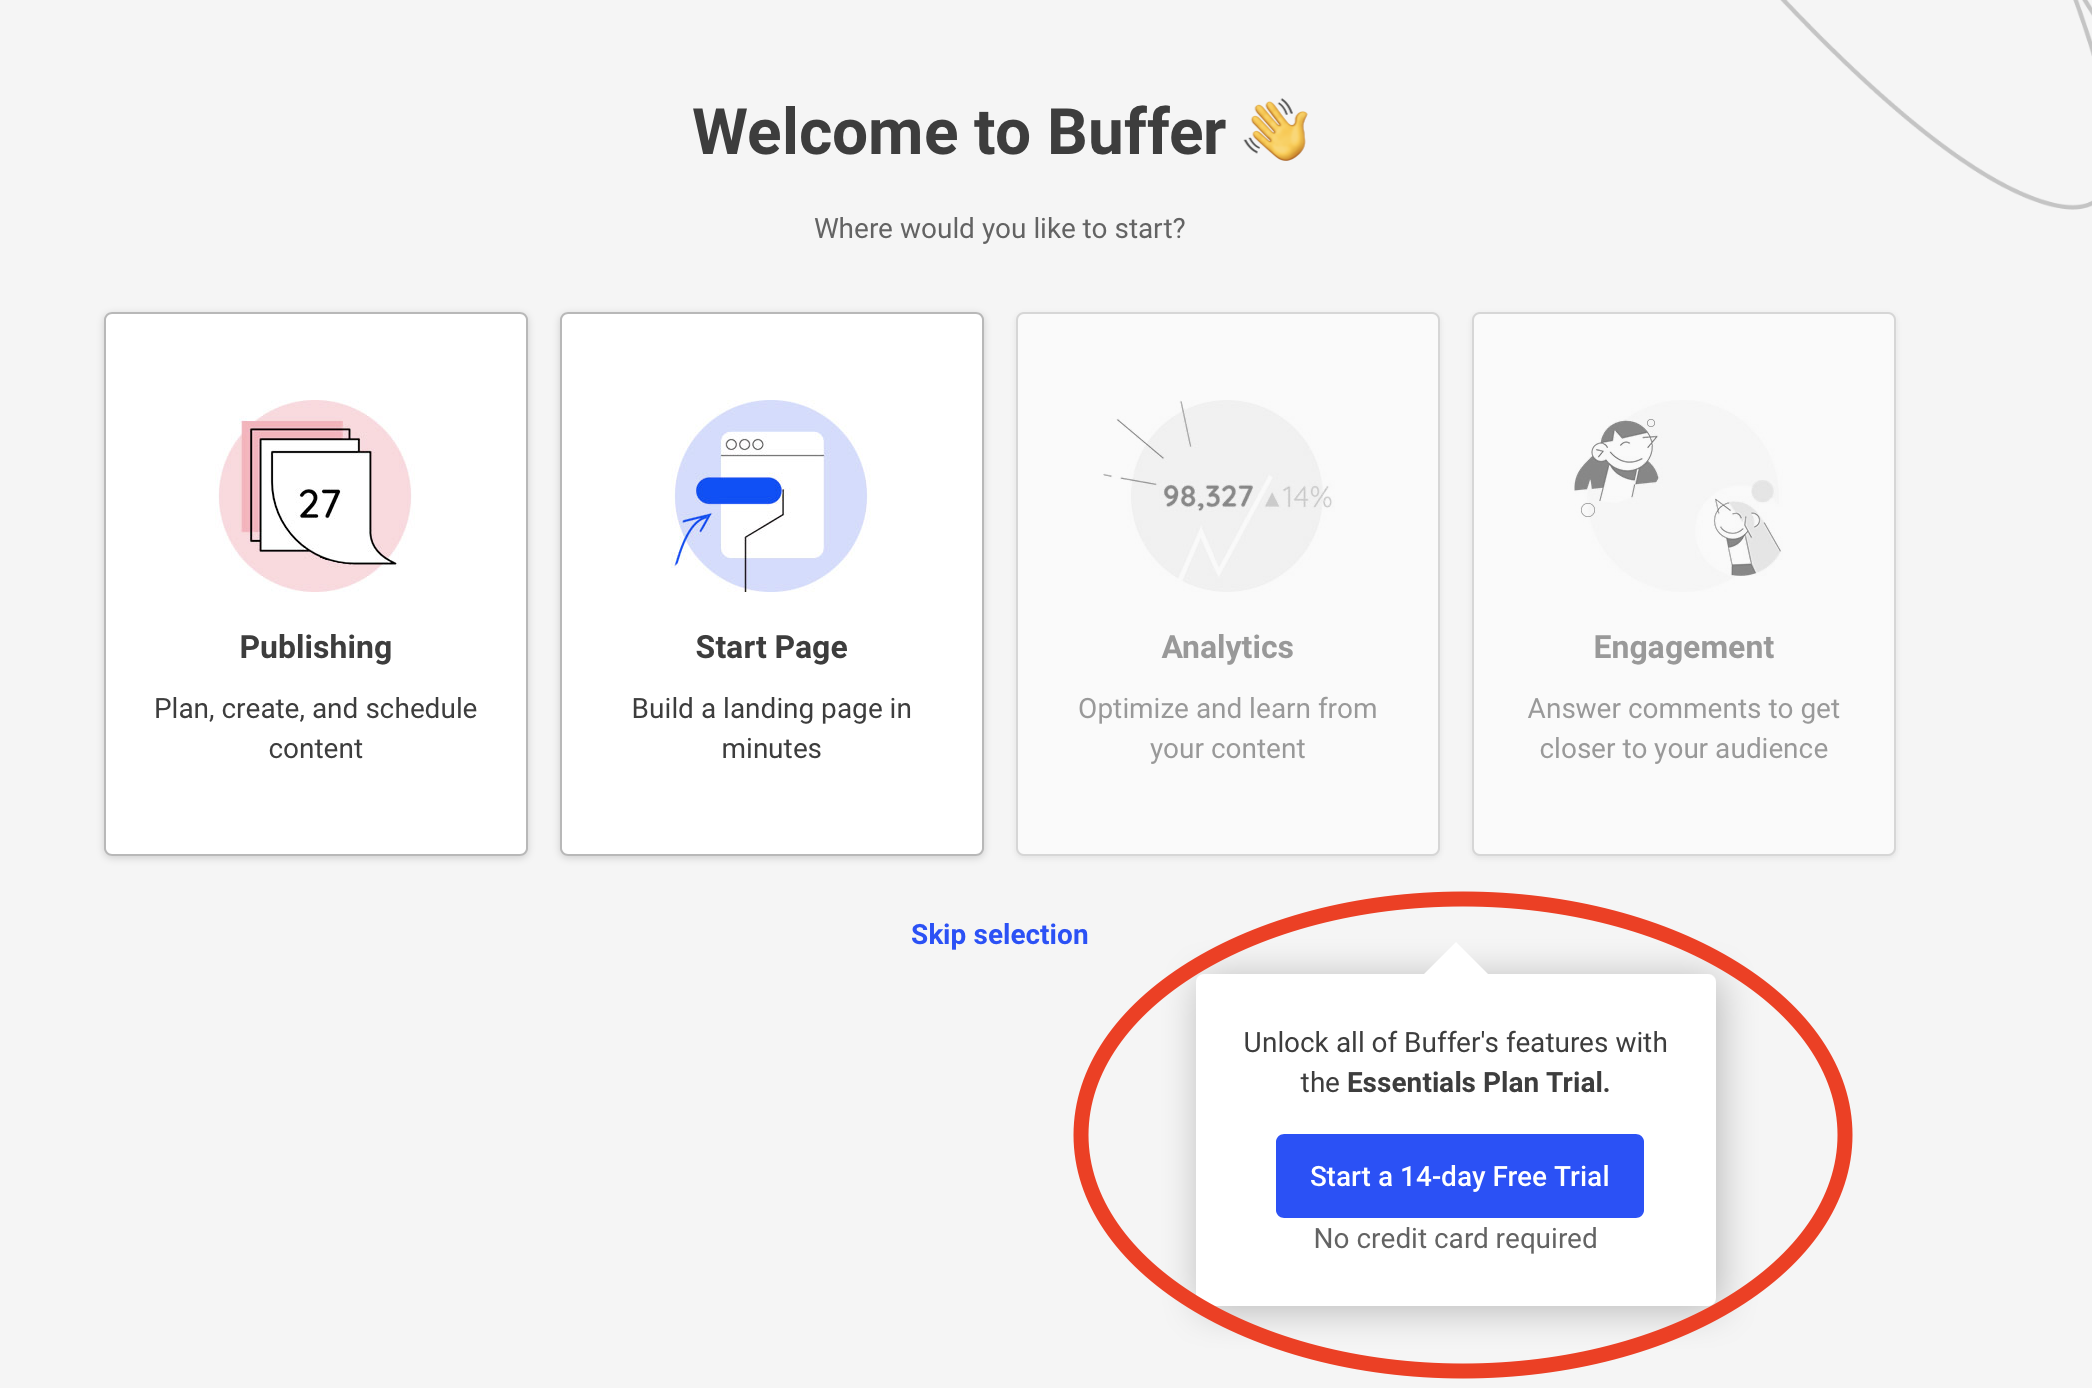 Welcome to Buffer 👋
Where would you like to start?
27
Publishing
Plan, create, and schedule
content
Start Page
Build a landing page in
minutes
98,327 ▲14%
Analytics
Optimize and learn from
your content
Engagement
Answer comments to get
closer to your audience
Skip selection
Unlock all of Buffer's features with
the Essentials Plan Trial.
Start a 14-day Free Trial
No credit card required